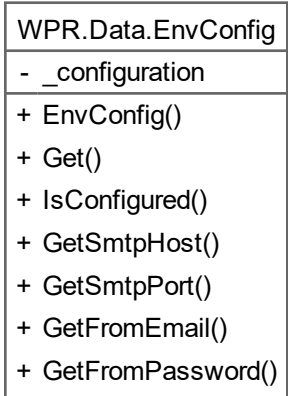 WPR.Data.EnvConfig
- _configuration
+ EnvConfig()
+ Get()
+ IsConfigured()
+ GetSmtpHost()
+ GetSmtpPort()
+ GetFromEmail()
+ GetFromPassword()